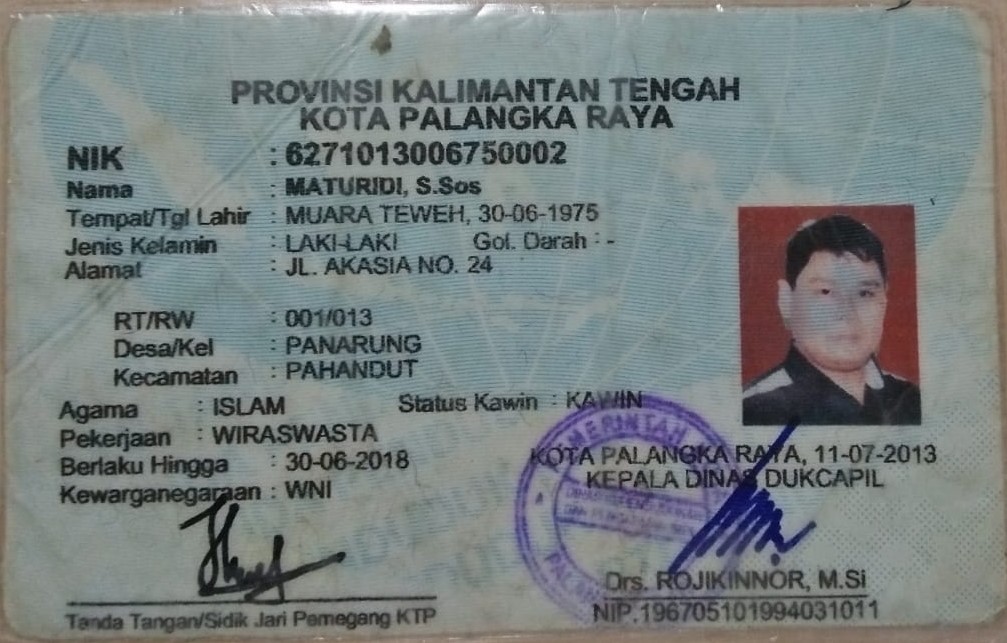 PROVINSI KALIMANTAN TENGAH
KOTA PALANGKA RAYA
NIK : 6271013006750002
Nama : MATURIDI, S.Sos
Tempat/Tgl Lahir : MUARA TEWEH, 30-06-1975
Jenis Kelamin : LAKI-LAKI Gol. Darah : -
Alamat : JL. AKASIA NO. 24
RT/RW : 001/013
Desa/Kel : PANARUNG
Kecamatan : PAHANDUT
Agama : ISLAM Status Kawin : KAWIN
Pekerjaan : WIRASWASTA
Berlaku Hingga : 30-06-2018
Kewarganegaraan : WNI
KOTA PALANGKA RAYA, 11-07-2013
KEPALA DINAS DUKCAPIL
PEMERINTAH
Drs. ROJIKINNOR, M.Si
NIP.196705101994031011
Tanda Tangan/Sidik Jari Pemegang KTP